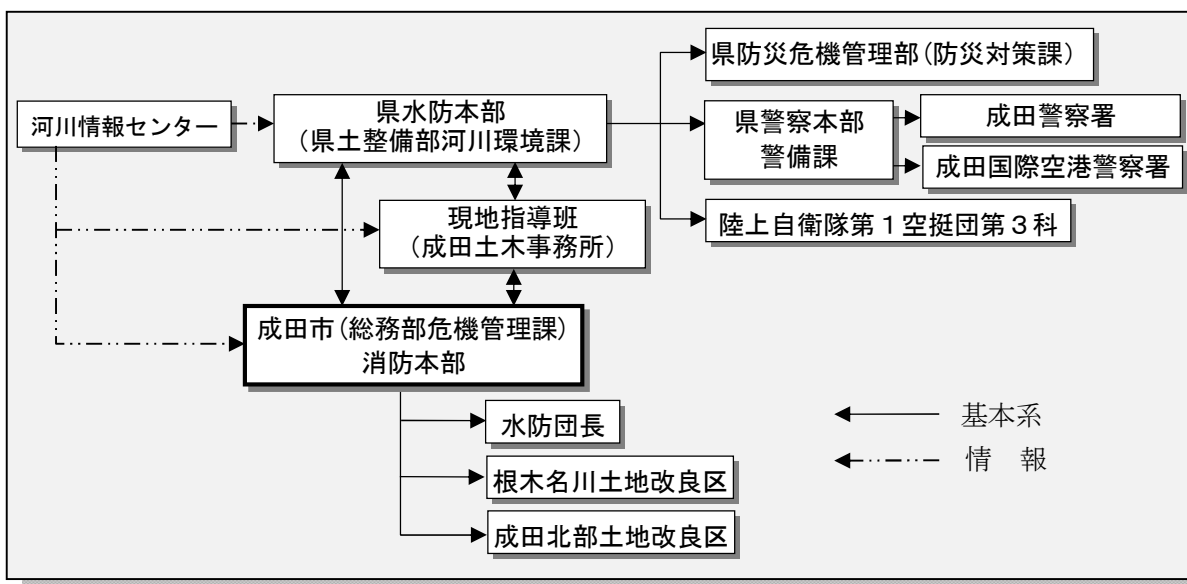 県防災危機管理部(防災対策課)
河川情報センター
県水防本部
(県土整備部河川環境課)
県警察本部
警備課
成田警察署
成田国際空港警察署
現地指導班
(成田土木事務所)
陸上自衛隊第1空挺団第3科
成田市(総務部危機管理課)
消防本部
水防団長
根木名川土地改良区
成田北部土地改良区
基本系
情 報